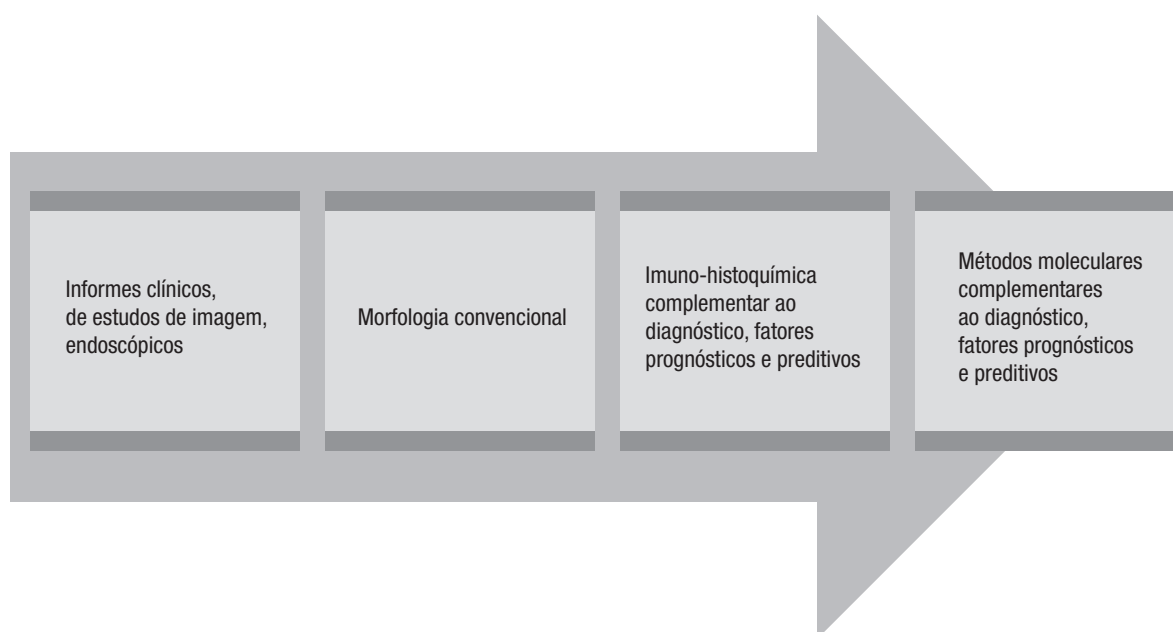 Informes clínicos,
de estudos de imagem,
endoscópicos
Morfologia convencional
Imuno-histoquímica
complementar ao
diagnóstico, fatores
prognósticos e preditivos
Métodos moleculares
complementares
ao diagnóstico,
fatores prognósticos
e preditivos